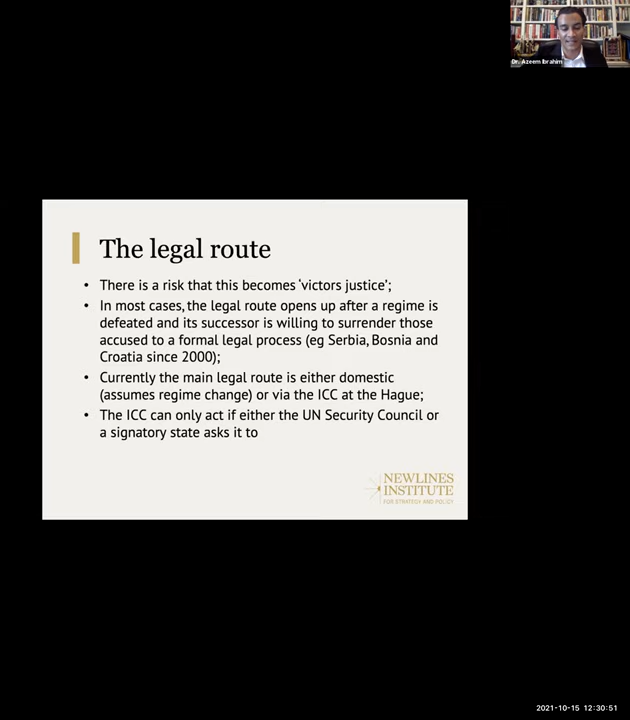 Dr. Azeem Ibrahim
The legal route
• There is a risk that this becomes ‘victors justice’;
• In most cases, the legal route opens up after a regime is
defeated and its successor is willing to surrender those
accused to a formal legal process (eg Serbia, Bosnia and
Croatia since 2000);
• Currently the main legal route is either domestic
(assumes regime change) or via the ICC at the Hague;
• The ICC can only act if either the UN Security Council or
a signatory state asks it to
NEWLINES
INSTITUTE
FOR STRATEGY AND POLICY
2021-10-15 12:30:51